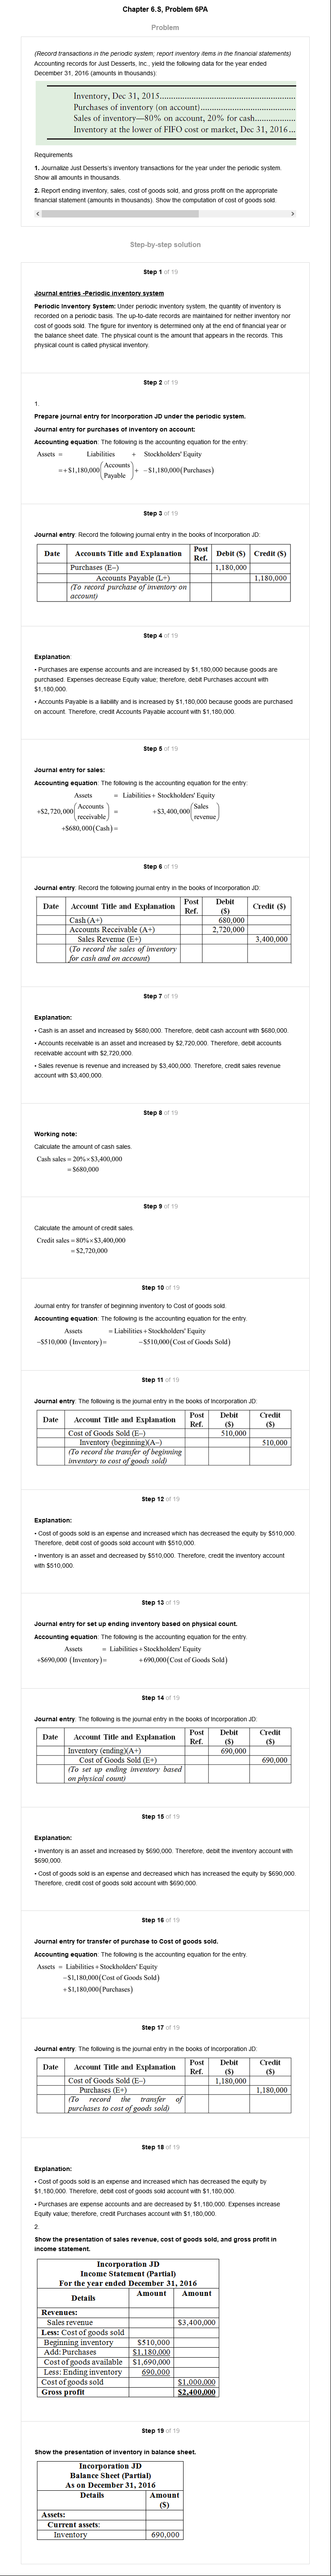 Chapter 6.S, Problem 6PA
Problem
(Record transactions in the periodic system; report inventory items in the financial statements)
Accounting records for Just Desserts, Inc., yield the following data for the year ended
December 31, 2016 (amounts in thousands):
Inventory, Dec 31, 2015......................................................
Purchases of inventory (on account)......................................
Sales of inventory—80% on account, 20% for cash................
Inventory at the lower of FIFO cost or market, Dec 31, 2016 ...
Requirements
1. Journalize Just Desserts's inventory transactions for the year under the periodic system.
Show all amounts in thousands.
2. Report ending inventory, sales, cost of goods sold, and gross profit on the appropriate
financial statement (amounts in thousands). Show the computation of cost of goods sold.
Step-by-step solution
Step 1 of 19
Journal entries -Periodic inventory system
Periodic Inventory System: Under periodic inventory system, the quantity of inventory is
recorded on a periodic basis. The up-to-date records are maintained for neither inventory nor
cost of goods sold. The figure for inventory is determined only at the end of financial year or
the balance sheet date. The physical count is the amount that appears in the records. This
physical count is called physical inventory.
Step 2 of 19
1.
Prepare journal entry for Incorporation JD under the periodic system.
Journal entry for purchases of inventory on account:
Accounting equation: The following is the accounting equation for the entry:
Assets = Liabilities + Stockholders' Equity
=+$1,180,000(Accounts Payable)+ −$1,180,000(Purchases)
Step 3 of 19
Journal entry: Record the following journal entry in the books of Incorporation JD:
Date Accounts Title and Explanation Post Ref. Debit ($) Credit ($)
Purchases (E−) 1,180,000
Accounts Payable (L+) 1,180,000
(To record purchase of inventory on
account)
Step 4 of 19
Explanation:
• Purchases are expense accounts and are increased by $1,180,000 because goods are
purchased. Expenses decrease Equity value; therefore, debit Purchases account with
$1,180,000.
• Accounts Payable is a liability and is increased by $1,180,000 because goods are purchased
on account. Therefore, credit Accounts Payable account with $1,180,000.
Step 5 of 19
Journal entry for sales:
Accounting equation: The following is the accounting equation for the entry:
Assets = Liabilities+ Stockholders' Equity
+$2,720,000(Accounts receivable) = +$3,400,000(Sales revenue)
+$680,000(Cash) =
Step 6 of 19
Journal entry: Record the following journal entry in the books of Incorporation JD:
Date Account Title and Explanation Post Ref. Debit ($) Credit ($)
Cash (A+) 680,000
Accounts Receivable (A+) 2,720,000
Sales Revenue (E+) 3,400,000
(To record the sales of inventory
for cash and on account)
Step 7 of 19
Explanation:
• Cash is an asset and increased by $680,000. Therefore, debit cash account with $680,000.
• Accounts receivable is an asset and increased by $2,720,000. Therefore, debit accounts
receivable account with $2,720,000.
• Sales revenue is revenue and increased by $3,400,000. Therefore, credit sales revenue
account with $3,400,000.
Step 8 of 19
Working note:
Calculate the amount of cash sales.
Cash sales = 20%×$3,400,000
= $680,000
Step 9 of 19
Calculate the amount of credit sales.
Credit sales = 80%×$3,400,000
= $2,720,000
Step 10 of 19
Journal entry for transfer of beginning inventory to Cost of goods sold.
Accounting equation: The following is the accounting equation for the entry.
Assets = Liabilities + Stockholders' Equity
−$510,000 (Inventory)= −$510,000(Cost of Goods Sold)
Step 11 of 19
Journal entry: The following is the journal entry in the books of Incorporation JD:
Date Account Title and Explanation Post Ref. Debit ($) Credit ($)
Cost of Goods Sold (E−) 510,000
Inventory (beginning)(A−) 510,000
(To record the transfer of beginning
inventory to cost of goods sold)
Step 12 of 19
Explanation:
• Cost of goods sold is an expense and increased which has decreased the equity by $510,000.
Therefore, debit cost of goods sold account with $510,000.
• Inventory is an asset and decreased by $510,000. Therefore, credit the inventory account
with $510,000.
Step 13 of 19
Journal entry for set up ending inventory based on physical count.
Accounting equation: The following is the accounting equation for the entry.
Assets = Liabilities + Stockholders' Equity
+$690,000 (Inventory)= +690,000(Cost of Goods Sold)
Step 14 of 19
Journal entry: The following is the journal entry in the books of Incorporation JD:
Date Account Title and Explanation Post Ref. Debit ($) Credit ($)
Inventory (ending)(A+) 690,000
Cost of Goods Sold (E+) 690,000
(To set up ending inventory based
on physical count)
Step 15 of 19
Explanation:
• Inventory is an asset and increased by $690,000. Therefore, debit the inventory account with
$690,000.
• Cost of goods sold is an expense and decreased which has increased the equity by $690,000.
Therefore, credit cost of goods sold account with $690,000.
Step 16 of 19
Journal entry for transfer of purchase to Cost of goods sold.
Accounting equation: The following is the accounting equation for the entry.
Assets = Liabilities + Stockholders' Equity
−$1,180,000(Cost of Goods Sold)
+$1,180,000(Purchases)
Step 17 of 19
Journal entry: The following is the journal entry in the books of Incorporation JD:
Date Account Title and Explanation Post Ref. Debit ($) Credit ($)
Cost of Goods Sold (E−) 1,180,000
Purchases (E+) 1,180,000
(To record the transfer of
purchases to cost of goods sold)
Step 18 of 19
Explanation:
• Cost of goods sold is an expense and increased which has decreased the equity by
$1,180,000. Therefore, debit cost of goods sold account with $1,180,000.
• Purchases are expense accounts and are decreased by $1,180,000. Expenses increase
Equity value; therefore, credit Purchases account with $1,180,000.
2.
Show the presentation of sales revenue, cost of goods sold, and gross profit in
income statement.
Incorporation JD
Income Statement (Partial)
For the year ended December 31, 2016
Details Amount Amount
Revenues:
Sales revenue $3,400,000
Less: Cost of goods sold
Beginning inventory $510,000
Add: Purchases $1,180,000
Cost of goods available $1,690,000
Less: Ending inventory 690,000
Cost of goods sold $1,000,000
Gross profit $2,400,000
Step 19 of 19
Show the presentation of inventory in balance sheet.
Incorporation JD
Balance Sheet (Partial)
As on December 31, 2016
Details Amount ($)
Assets:
Current assets:
Inventory 690,000